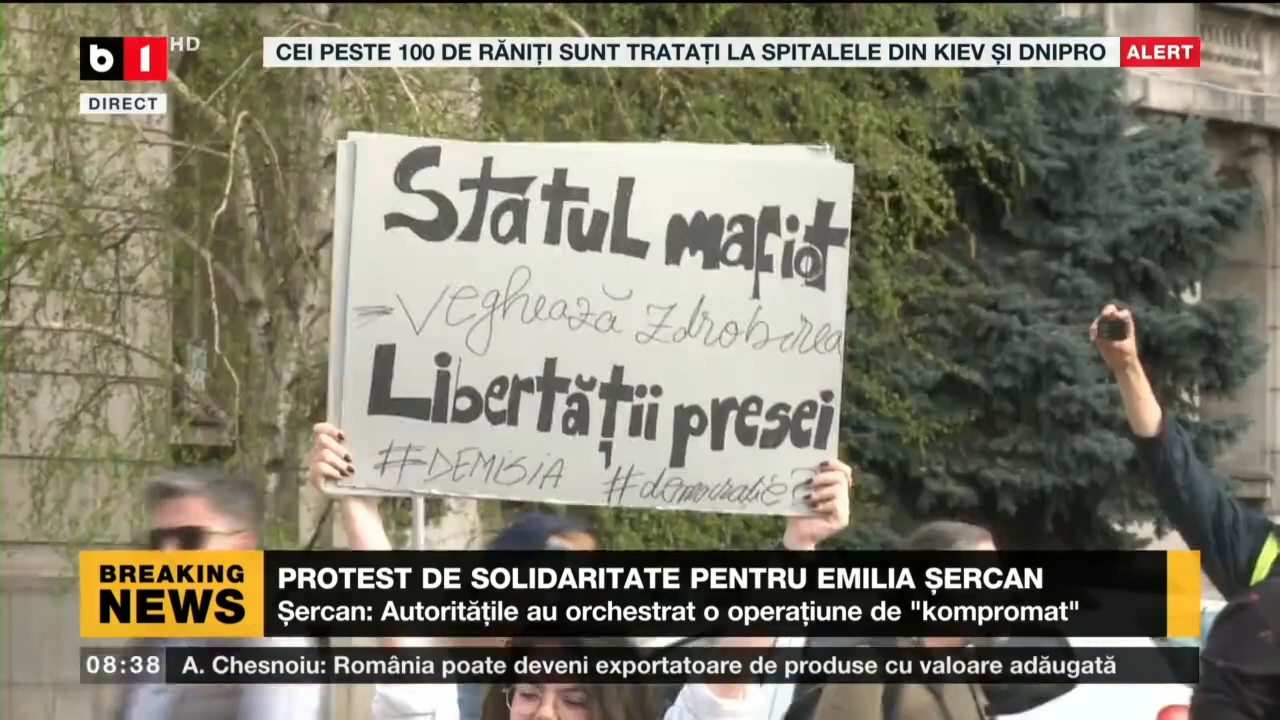 b1 HD
CEI PESTE 100 DE RĂNIȚI SUNT TRATAȚI LA SPITALELE DIN KIEV ȘI DNIPRO ALERT
DIRECT
Statul mafiot
=Veghează Zdrobirea
Libertății presei
#DEMISIA #democrație?
BREAKING NEWS
PROTEST DE SOLIDARITATE PENTRU EMILIA ȘERCAN
Șercan: Autoritățile au orchestrat o operațiune de "kompromat"
08:38 A. Chesnoiu: România poate deveni exportatoare de produse cu valoare adăugată